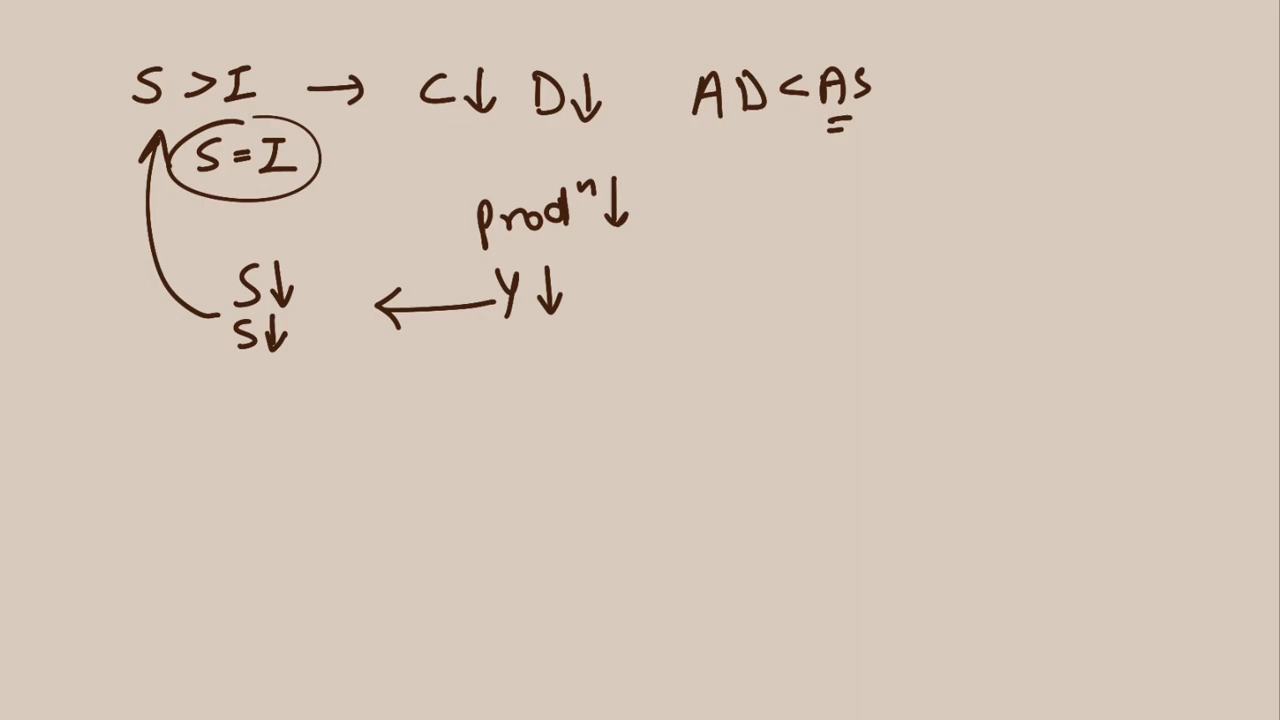 S > I → C↓ D↓ AD < AS
S = I
prodⁿ↓
S↓ ← Y↓
S↓